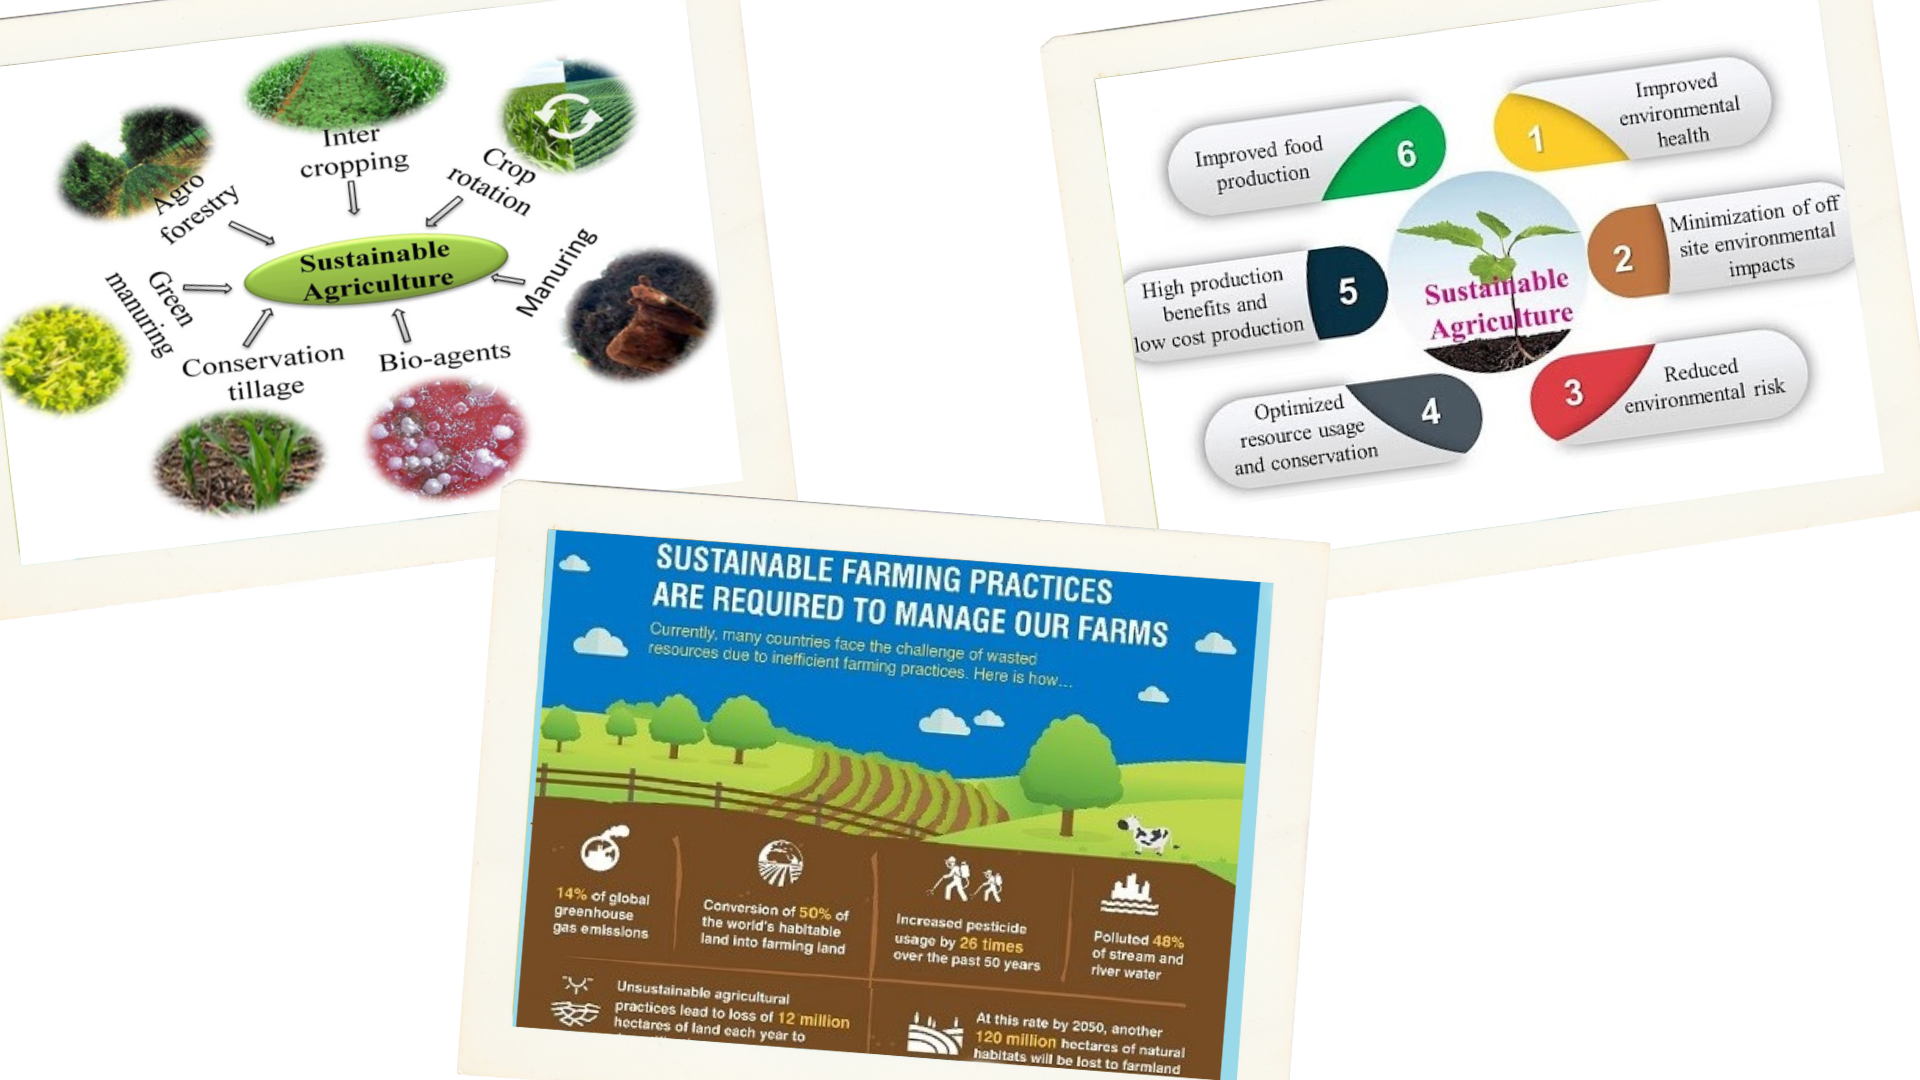 Inter
cropping
Crop
rotation
Agro
forestry
Manuring
Sustainable
Agriculture
Green
manuring
Conservation
tillage
Bio-agents
Improved
environmental
health
1
Improved food
production
6
Minimization of off
site environmental
impacts
2
Sustainable
Agriculture
High production
benefits and
low cost production
5
Reduced
environmental risk
3
Optimized
resource usage
and conservation
4
SUSTAINABLE FARMING PRACTICES
ARE REQUIRED TO MANAGE OUR FARMS
Currently, many countries face the challenge of wasted
resources due to inefficient farming practices. Here is how...
14% of global
greenhouse
gas emissions
Conversion of 50% of
the world's habitable
land into farming land
Increased pesticide
usage by 26 times
over the past 50 years
Polluted 48%
of stream and
river water
Unsustainable agricultural
practices lead to loss of 12 million
hectares of land each year to
At this rate by 2050, another
120 million hectares of natural
habitats will be lost to farmland